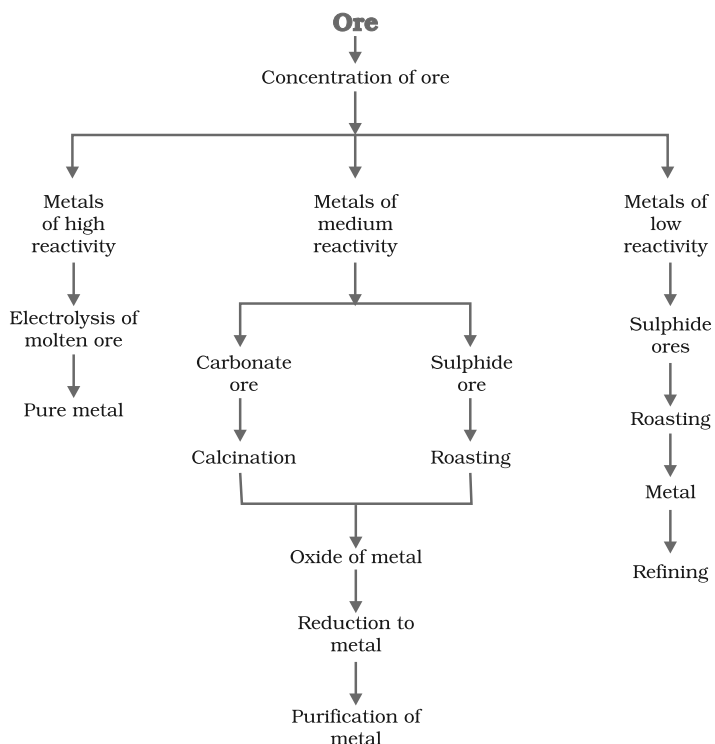 Ore
Concentration of ore
Metals
of high
reactivity
Electrolysis of
molten ore
Pure metal
Metals of
medium
reactivity
Carbonate
ore
Calcination
Sulphide
ore
Roasting
Oxide of metal
Reduction to
metal
Purification of
metal
Metals of
low
reactivity
Sulphide
ores
Roasting
Metal
Refining